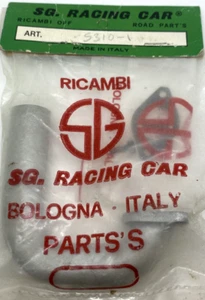 SG. RACING CAR®
RICAMBI OFF ROAD PART'S
ART.
MADE IN ITALY
RICAMBI
SG
SG
SG. RACING CAR
BOLOGNA - ITALY
PARTS'S